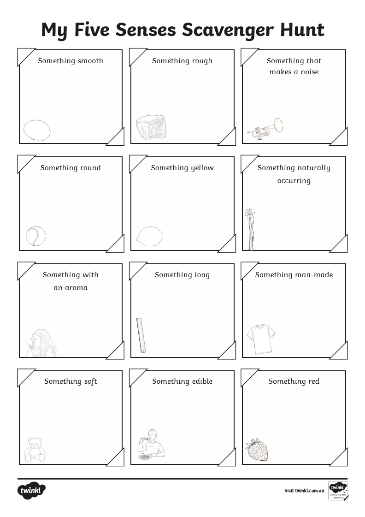 My Five Senses Scavenger Hunt
Something smooth
Something rough
Something that
makes a noise
Something round
Something yellow
Something naturally
occurring
Something with
an aroma
Something long
Something man-made
Something soft
Something edible
Something red
twinkl
visit twinkl.com.au
twinkl